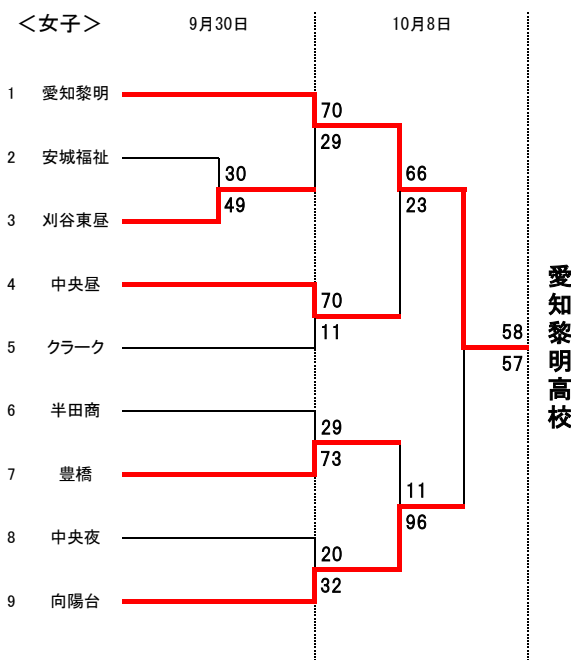 ＜女子＞
9月30日
10月8日
1 愛知黎明
70
29
2 安城福祉
30
49
66
23
3 刈谷東昼
4 中央昼
70
11
5 クラーク
58
57
愛知黎明高校
6 半田商
29
73
7 豊橋
11
96
8 中央夜
20
32
9 向陽台